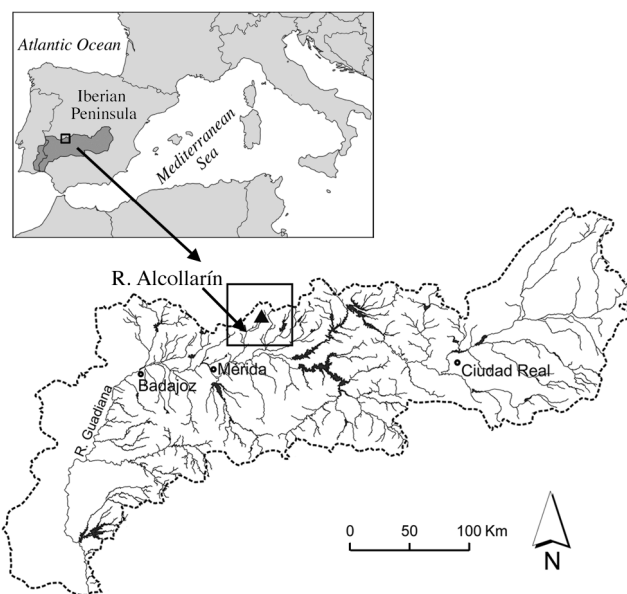 Atlantic Ocean
Iberian
Peninsula
Mediterranean
Sea
R. Alcollarín
Mérida
Badajoz
Ciudad Real
R. Guadiana
0 50 100 Km
N